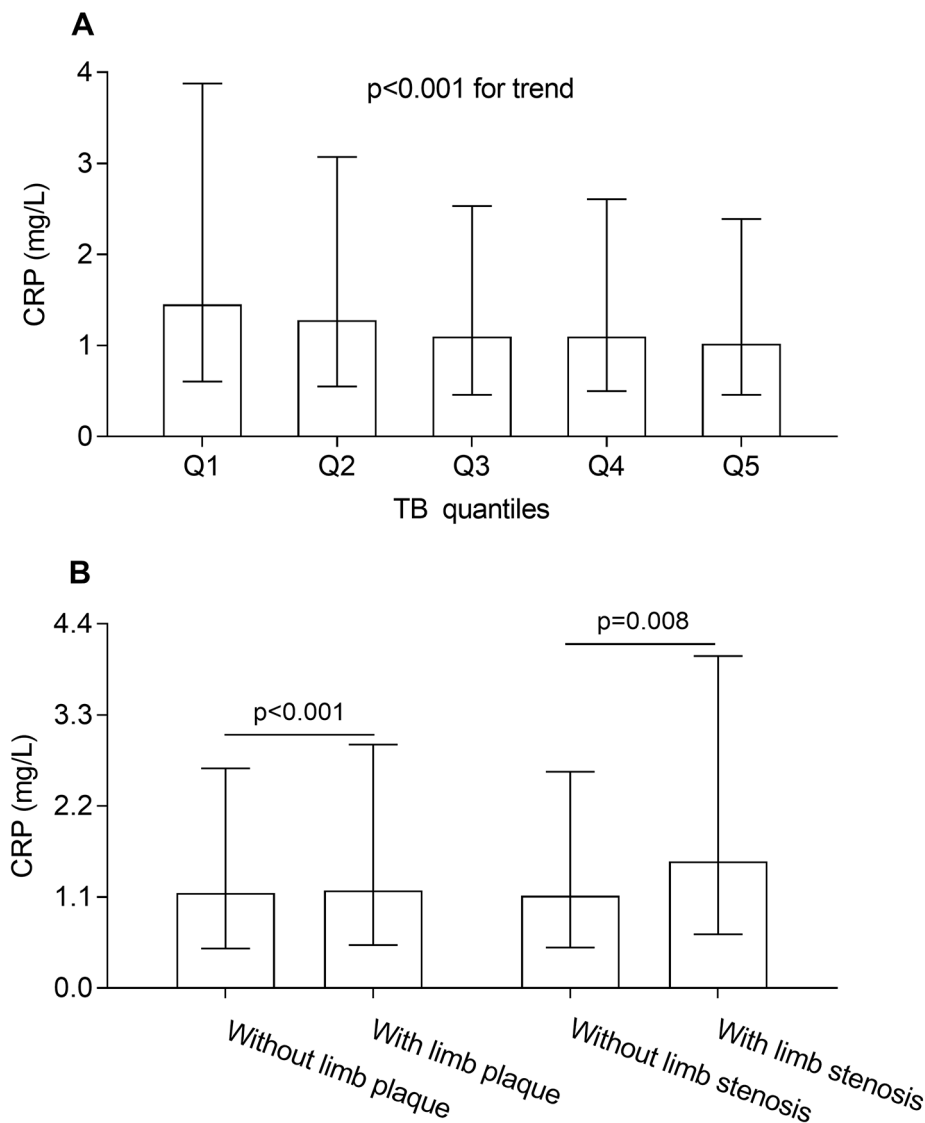 A
4
p<0.001 for trend
3
2
1
0
CRP (mg/L)
Q1 Q2 Q3 Q4 Q5
TB quantiles
B
4.4
p=0.008
3.3
p<0.001
2.2
1.1
0.0
CRP (mg/L)
Without limb plaque
With limb plaque
Without limb stenosis
With limb stenosis